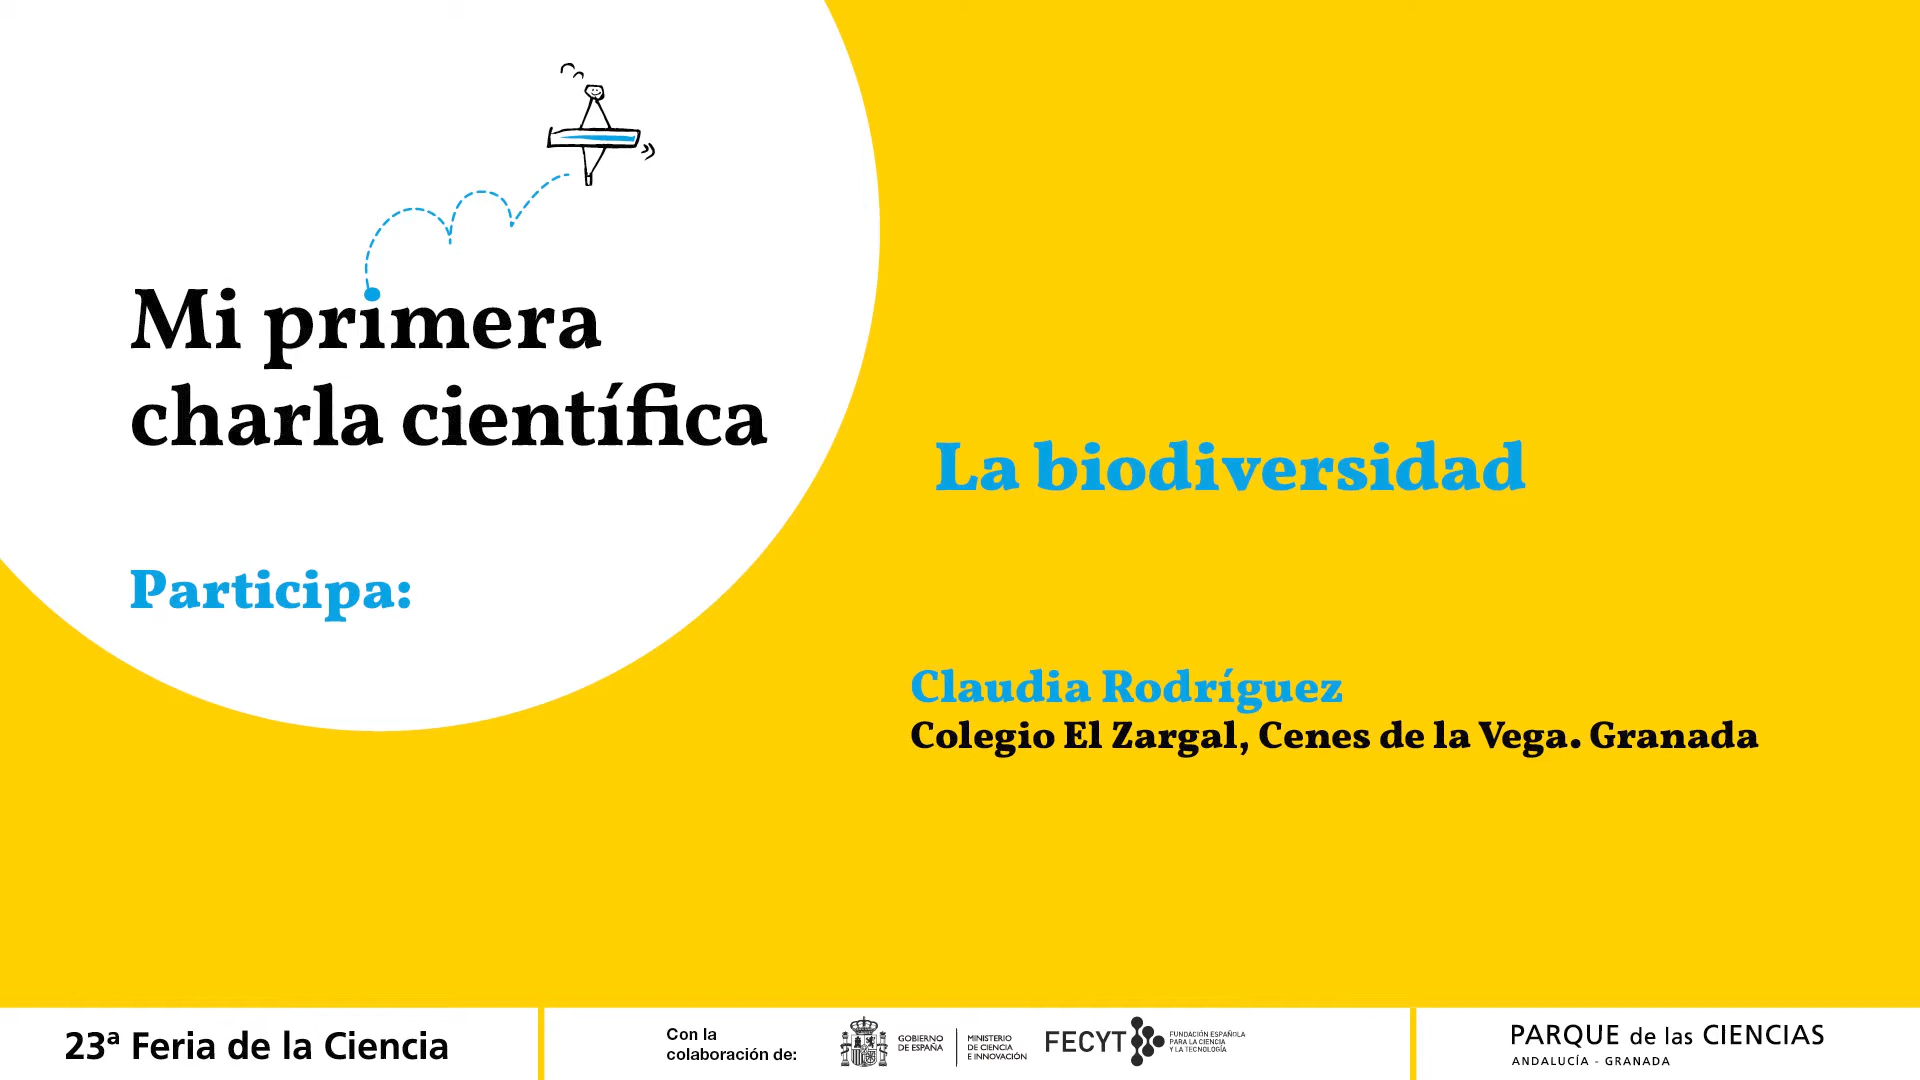 Mi primera
charla científica
Participa:
La biodiversidad
Claudia Rodríguez
Colegio El Zargal, Cenes de la Vega. Granada
23ª Feria de la Ciencia
Con la
colaboración de:
GOBIERNO
DE ESPAÑA
MINISTERIO
DE CIENCIA
E INNOVACIÓN
FECYT
FUNDACIÓN ESPAÑOLA
PARA LA CIENCIA
Y LA TECNOLOGÍA
PARQUE de las CIENCIAS
ANDALUCÍA - GRANADA